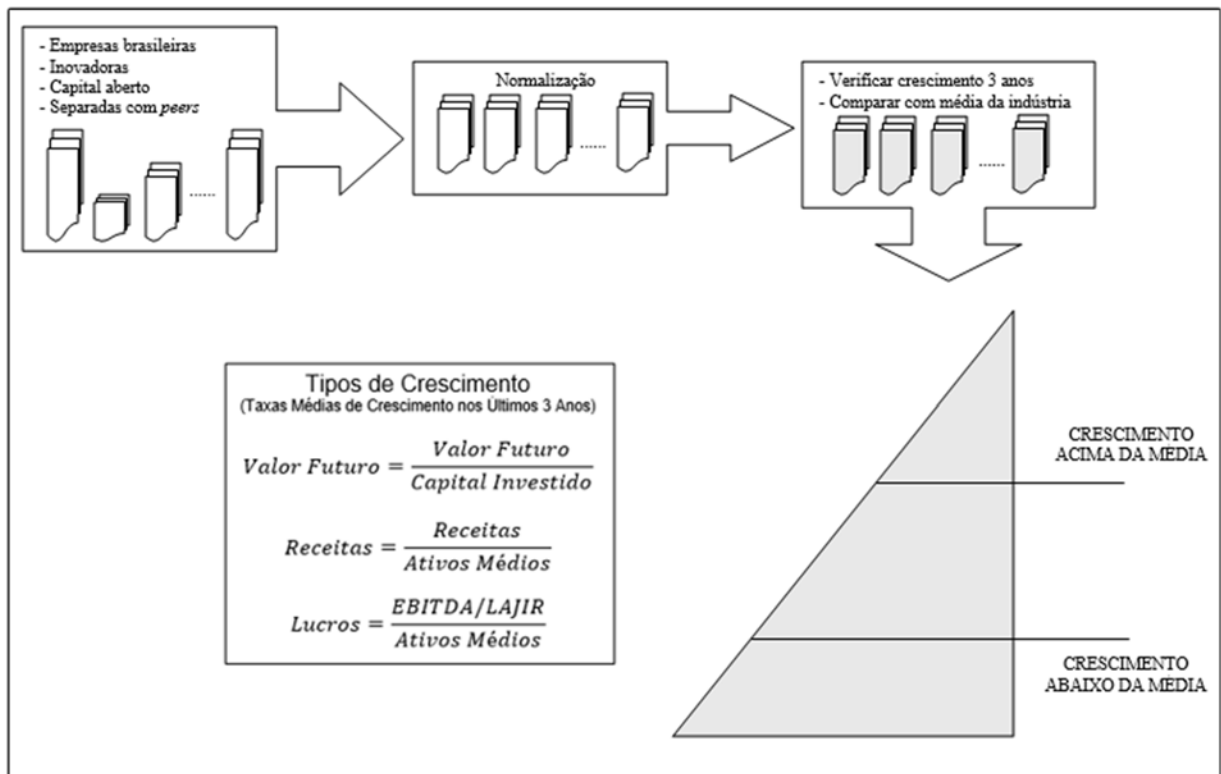 - Empresas brasileiras
- Inovadoras
- Capital aberto
- Separadas com peers
......
Normalização
......
- Verificar crescimento 3 anos
- Comparar com média da indústria
......
Tipos de Crescimento
(Taxas Médias de Crescimento nos Últimos 3 Anos)
Valor Futuro = Valor Futuro / Capital Investido
Receitas = Receitas / Ativos Médios
Lucros = EBITDA/LAJIR / Ativos Médios
CRESCIMENTO
ACIMA DA MÉDIA
CRESCIMENTO
ABAIXO DA MÉDIA